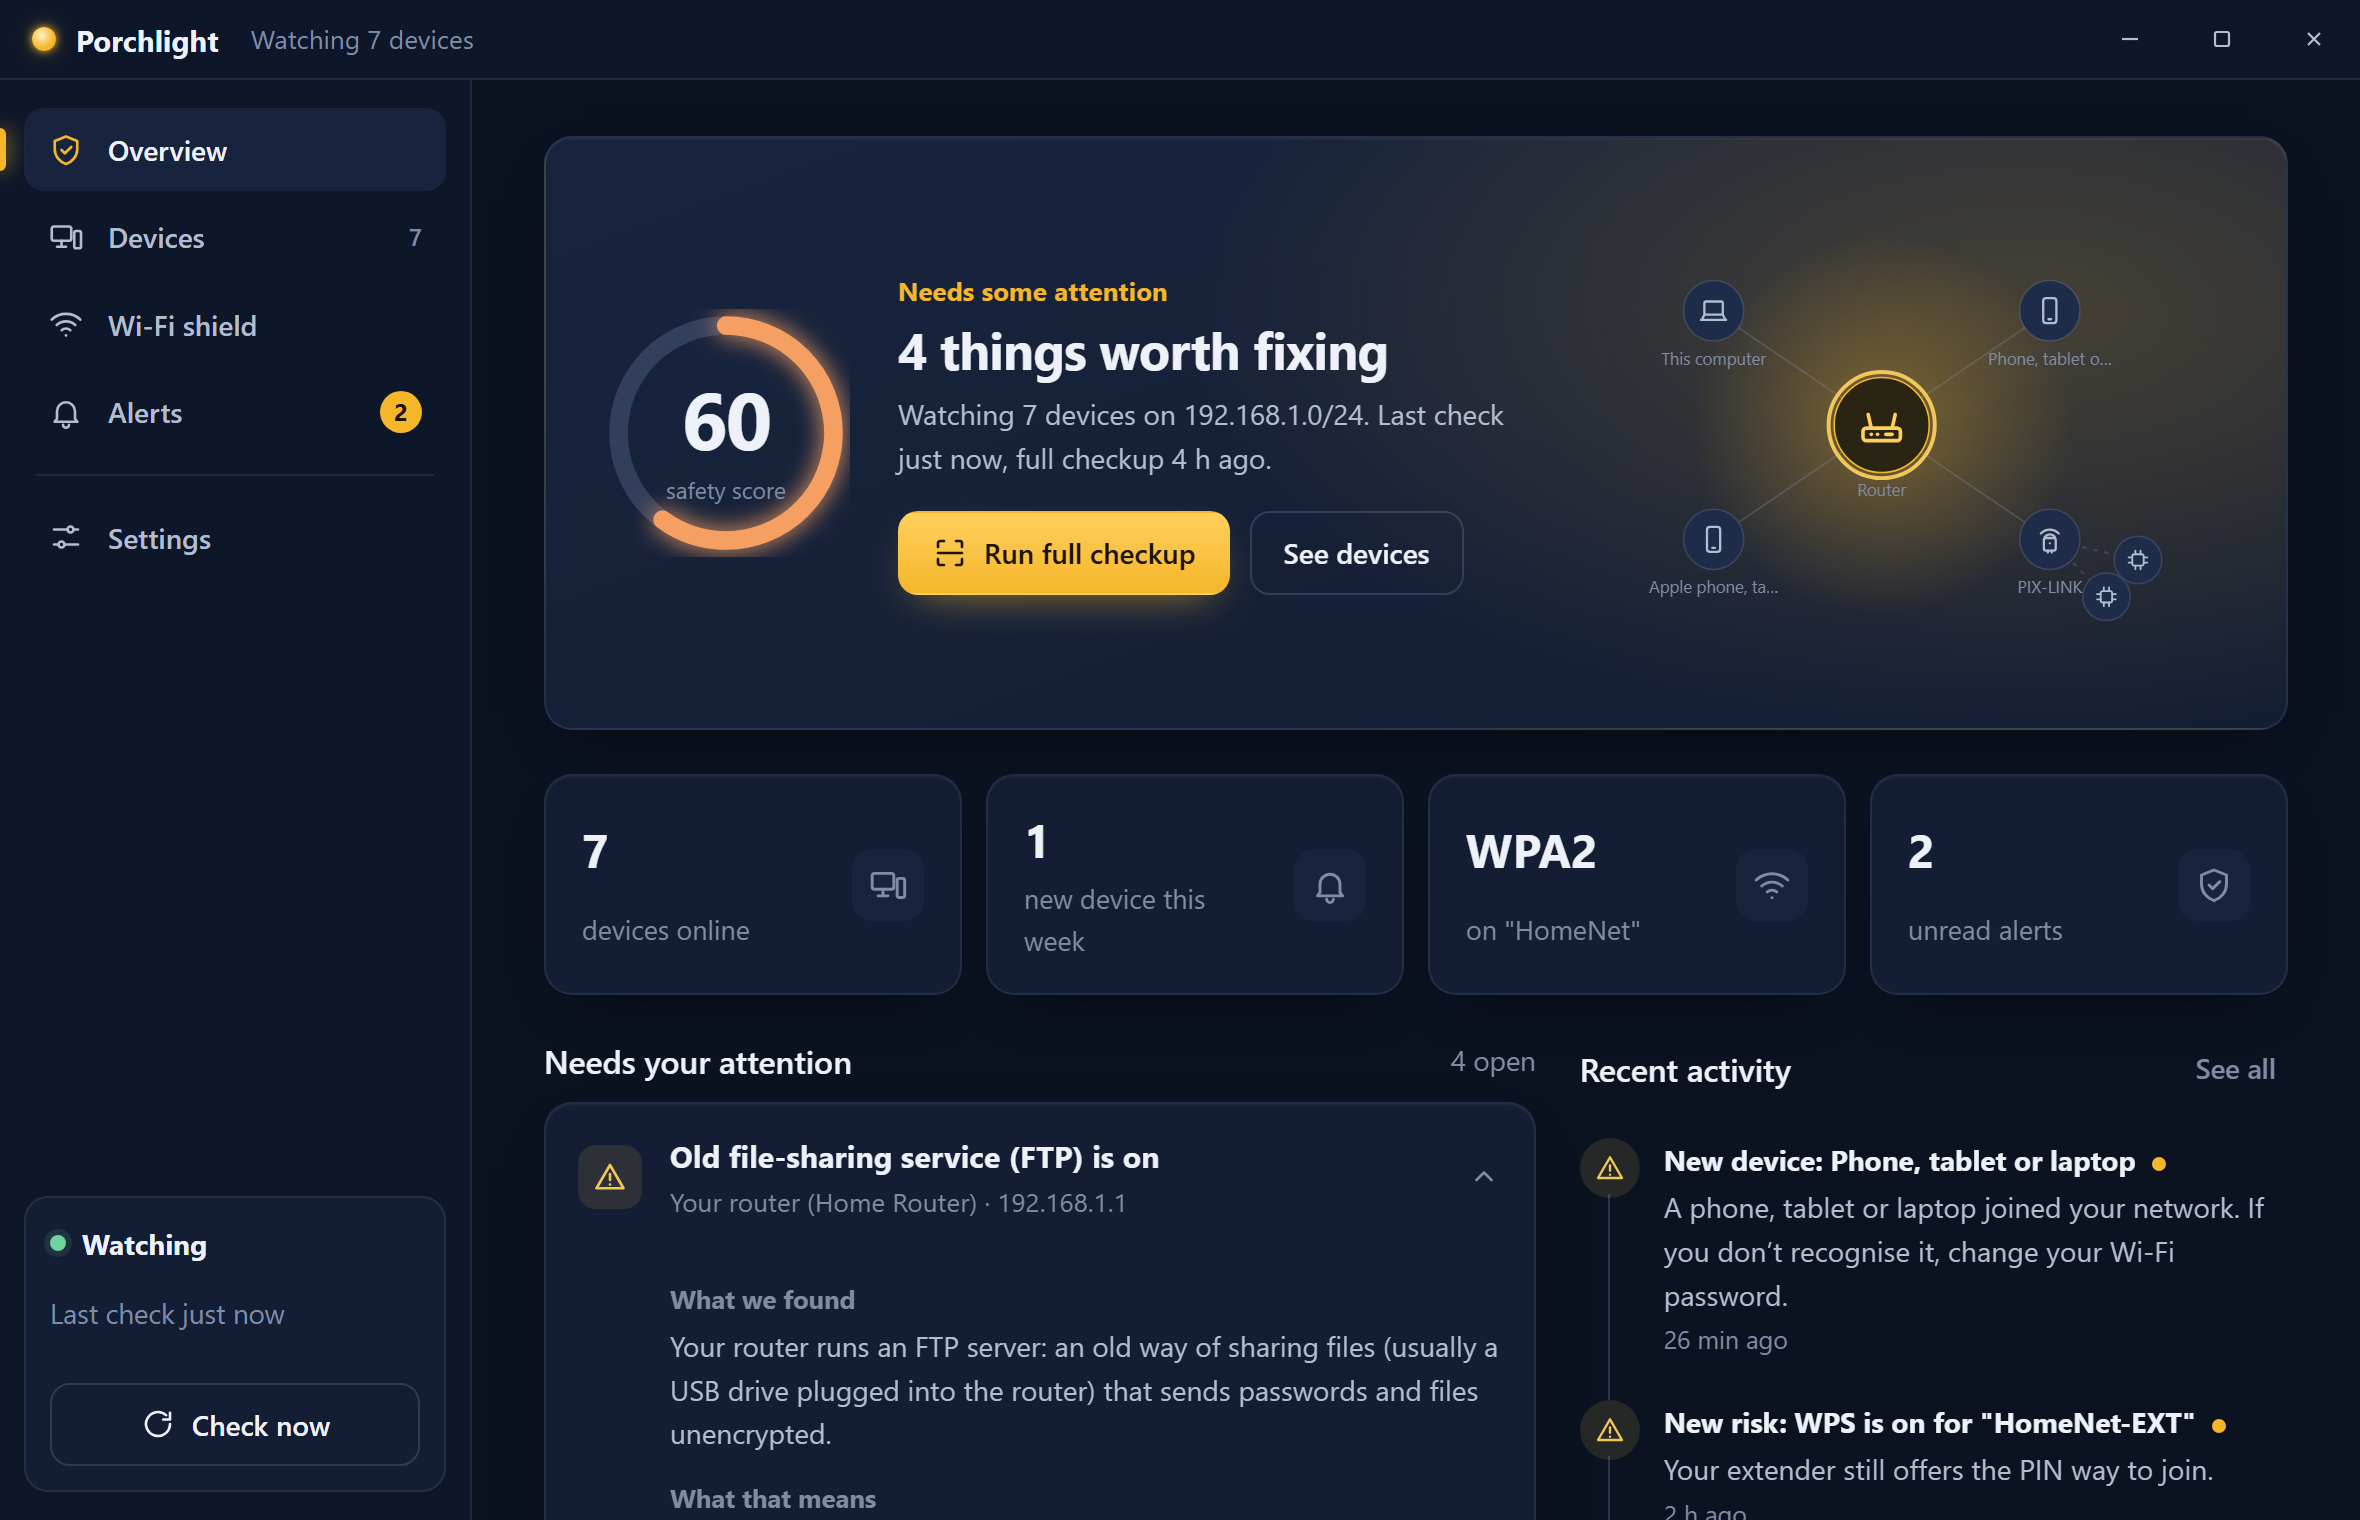 Porchlight
Watching 7 devices
Overview
Devices
7
Wi-Fi shield
Alerts
2
Settings
Watching
Last check just now
Check now
60
safety score
Needs some attention
4 things worth fixing
Watching 7 devices on 192.168.1.0/24. Last check
just now, full checkup 4 h ago.
Run full checkup
See devices
This computer
Phone, tablet o...
Router
Apple phone, ta...
PIX-LINK
7
devices online
1
new device this
week
WPA2
on "HomeNet"
2
unread alerts
Needs your attention
4 open
Old file-sharing service (FTP) is on
Your router (Home Router) · 192.168.1.1
What we found
Your router runs an FTP server: an old way of sharing files (usually a
USB drive plugged into the router) that sends passwords and files
unencrypted.
What that means
Recent activity
See all
New device: Phone, tablet or laptop
A phone, tablet or laptop joined your network. If
you don’t recognise it, change your Wi-Fi
password.
26 min ago
New risk: WPS is on for "HomeNet-EXT"
Your extender still offers the PIN way to join.
2 h ago